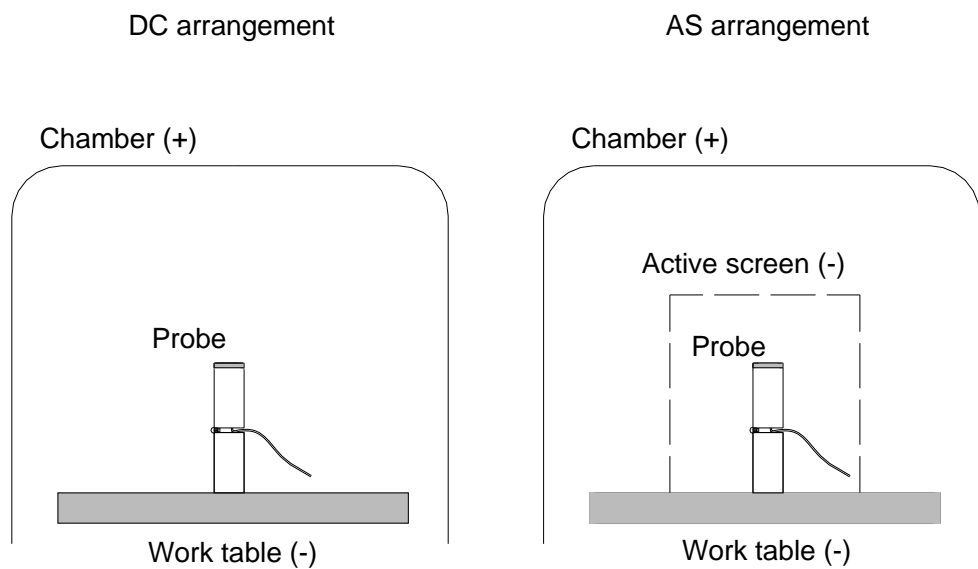 DC arrangement
AS arrangement
Chamber (+)
Chamber (+)
Active screen (-)
Probe
Probe
Work table (-)
Work table (-)